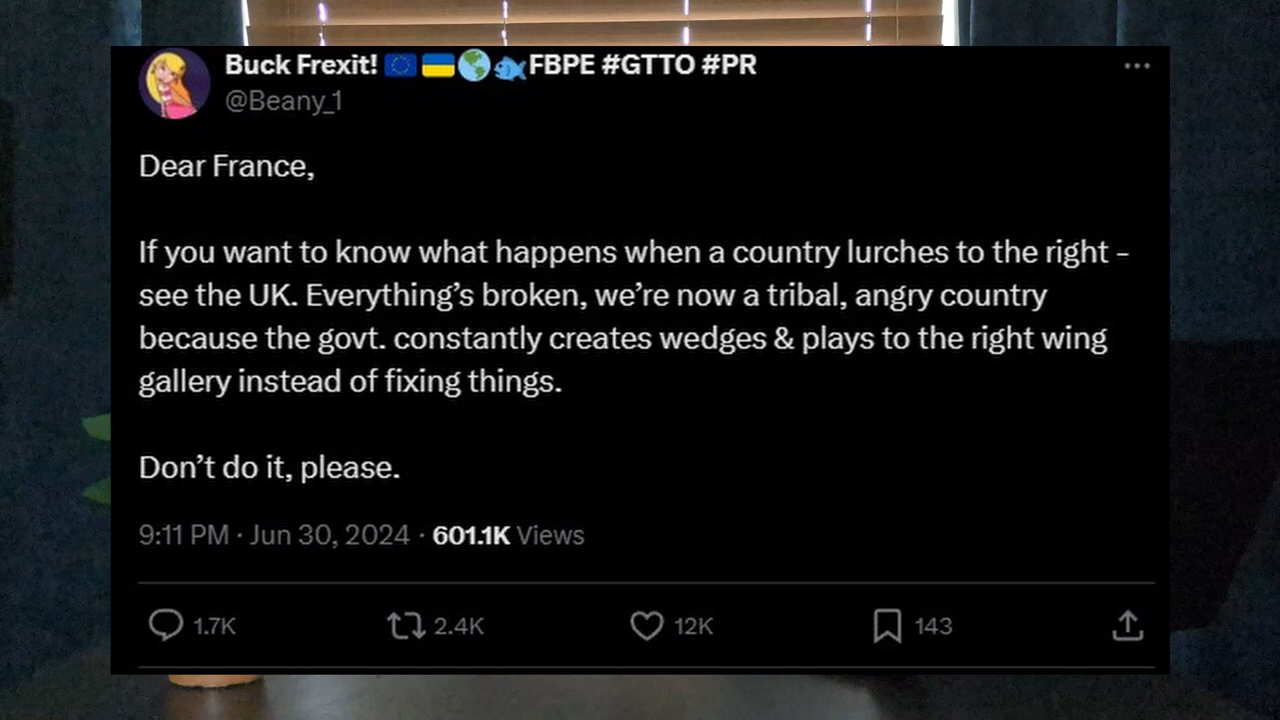 Buck Frexit! 🇪🇺🇺🇦🌎🐟FBPE #GTTO #PR
@Beany_1
Dear France,
If you want to know what happens when a country lurches to the right –
see the UK. Everything's broken, we're now a tribal, angry country
because the govt. constantly creates wedges & plays to the right wing
gallery instead of fixing things.
Don't do it, please.
9:11 PM · Jun 30, 2024 · 601.1K Views
1.7K 2.4K 12K 143